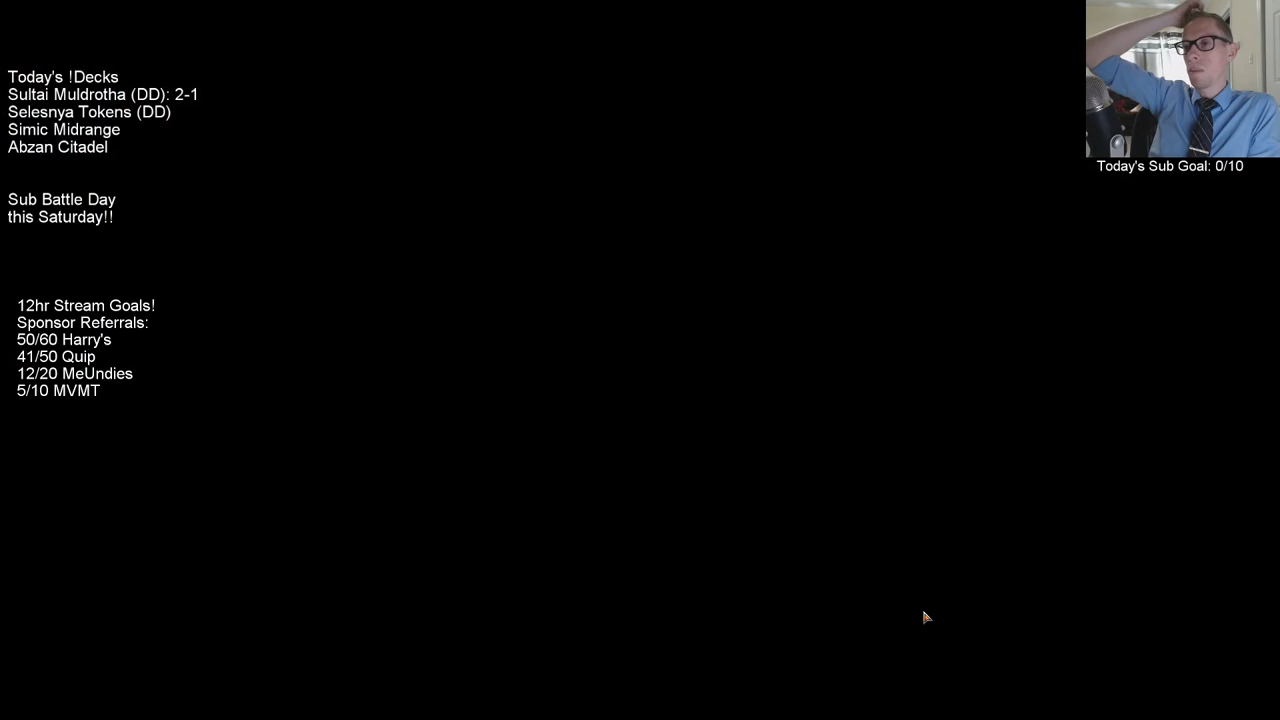 Today's !Decks
Sultai Muldrotha (DD): 2-1
Selesnya Tokens (DD)
Simic Midrange
Abzan Citadel
Sub Battle Day
this Saturday!!
12hr Stream Goals!
Sponsor Referrals:
50/60 Harry's
41/50 Quip
12/20 MeUndies
5/10 MVMT
Today's Sub Goal: 0/10